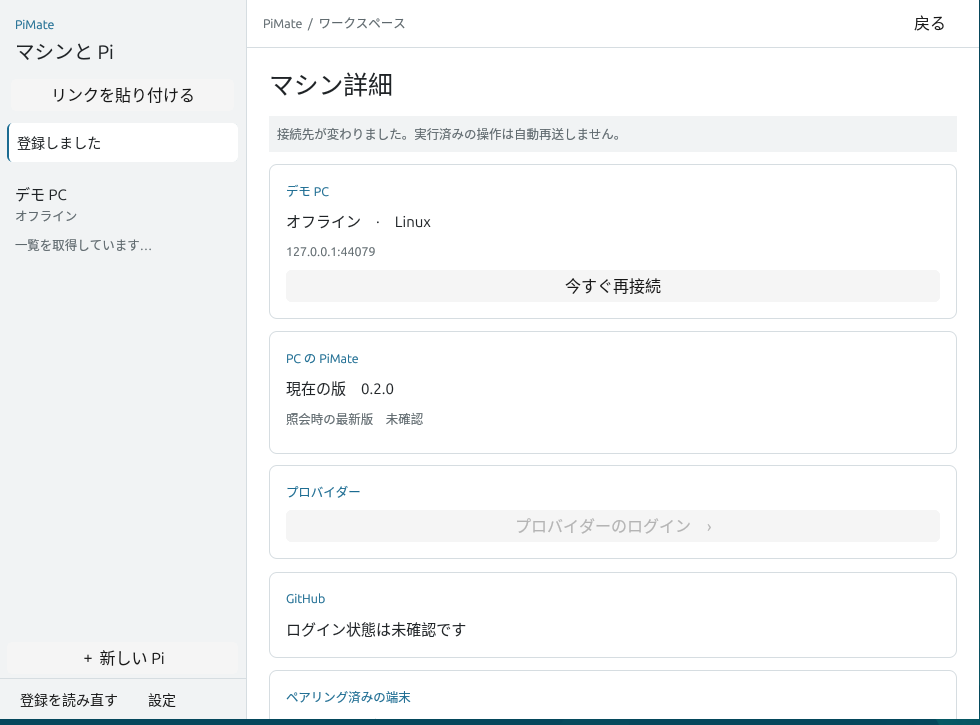 PiMate
マシンと Pi
リンクを貼り付ける
登録しました
デモ PC
オフライン
一覧を取得しています…
+ 新しい Pi
登録を読み直す 設定
PiMate / ワークスペース
戻る
マシン詳細
接続先が変わりました。実行済みの操作は自動再送しません。
デモ PC
オフライン · Linux
127.0.0.1:44079
今すぐ再接続
PC の PiMate
現在の版 0.2.0
照会時の最新版 未確認
プロバイダー
プロバイダーのログイン ›
GitHub
ログイン状態は未確認です
ペアリング済みの端末